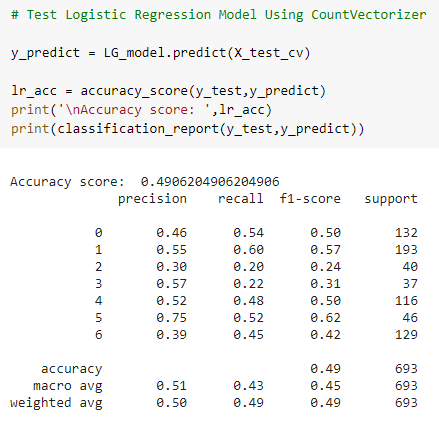 # Test Logistic Regression Model Using CountVectorizer
y_predict = LG_model.predict(X_test_cv)
lr_acc = accuracy_score(y_test,y_predict)
print('\nAccuracy score: ',lr_acc)
print(classification_report(y_test,y_predict))
Accuracy score:  0.4906204906204906
precision recall f1-score support
0 0.46 0.54 0.50 132
1 0.55 0.60 0.57 193
2 0.30 0.20 0.24 40
3 0.57 0.22 0.31 37
4 0.52 0.48 0.50 116
5 0.75 0.52 0.62 46
6 0.39 0.45 0.42 129
accuracy 0.49 693
macro avg 0.51 0.43 0.45 693
weighted avg 0.50 0.49 0.49 693